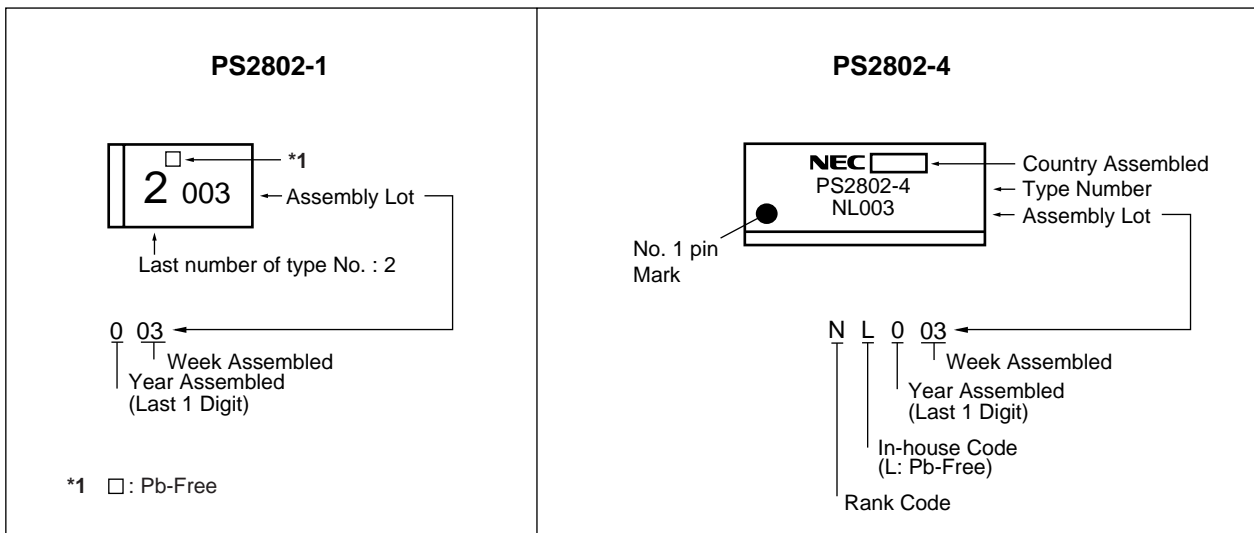 PS2802-1
*1
2 003
Assembly Lot
Last number of type No. : 2
0 03
Week Assembled
Year Assembled
(Last 1 Digit)
*1 □ : Pb-Free
PS2802-4
NEC
Country Assembled
PS2802-4
Type Number
NL003
Assembly Lot
No. 1 pin
Mark
N L 0 03
Week Assembled
Year Assembled
(Last 1 Digit)
In-house Code
(L: Pb-Free)
Rank Code